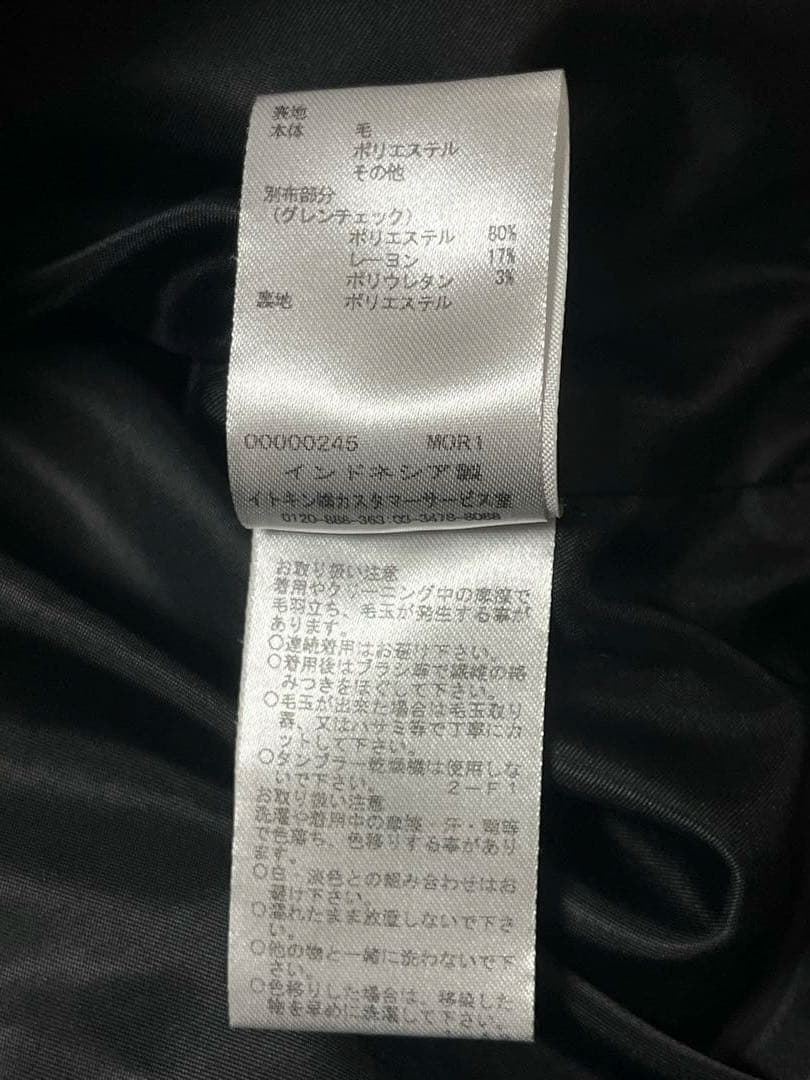 表地
本体 毛
ポリエステル
その他
別布部分
(グレンチェック)
ポリエステル 80%
レーヨン 17%
ポリウレタン 3%
裏地 ポリエステル
00000245 MOR1
インドネシア製
イトキン㈱カスタマーサービス室
0120-888-363:03-3478-8088
お取り扱い注意
着用やクリーニング中の摩擦で
毛羽立ち、毛玉が発生する事が
あります。
○連続着用はお避け下さい。
○着用後はブラシ等で繊維の絡
みつきをほぐして下さい。
○毛玉が出来た場合は毛玉取り
器、又はハサミ等で丁寧にカ
ットして下さい。
○タンブラー乾燥機は使用しな
いで下さい。 2-F1
お取り扱い注意
洗濯や着用中の摩擦・汗・雨等
で色落ち、色移りする事があり
ます。
○白・淡色との組み合わせはお
避け下さい。
○濡れたまま放置しないで下さ
い。
○他の物と一緒に洗わないで下
さい。
○色移りした場合は、移染した
物を早めに洗濯して下さい。